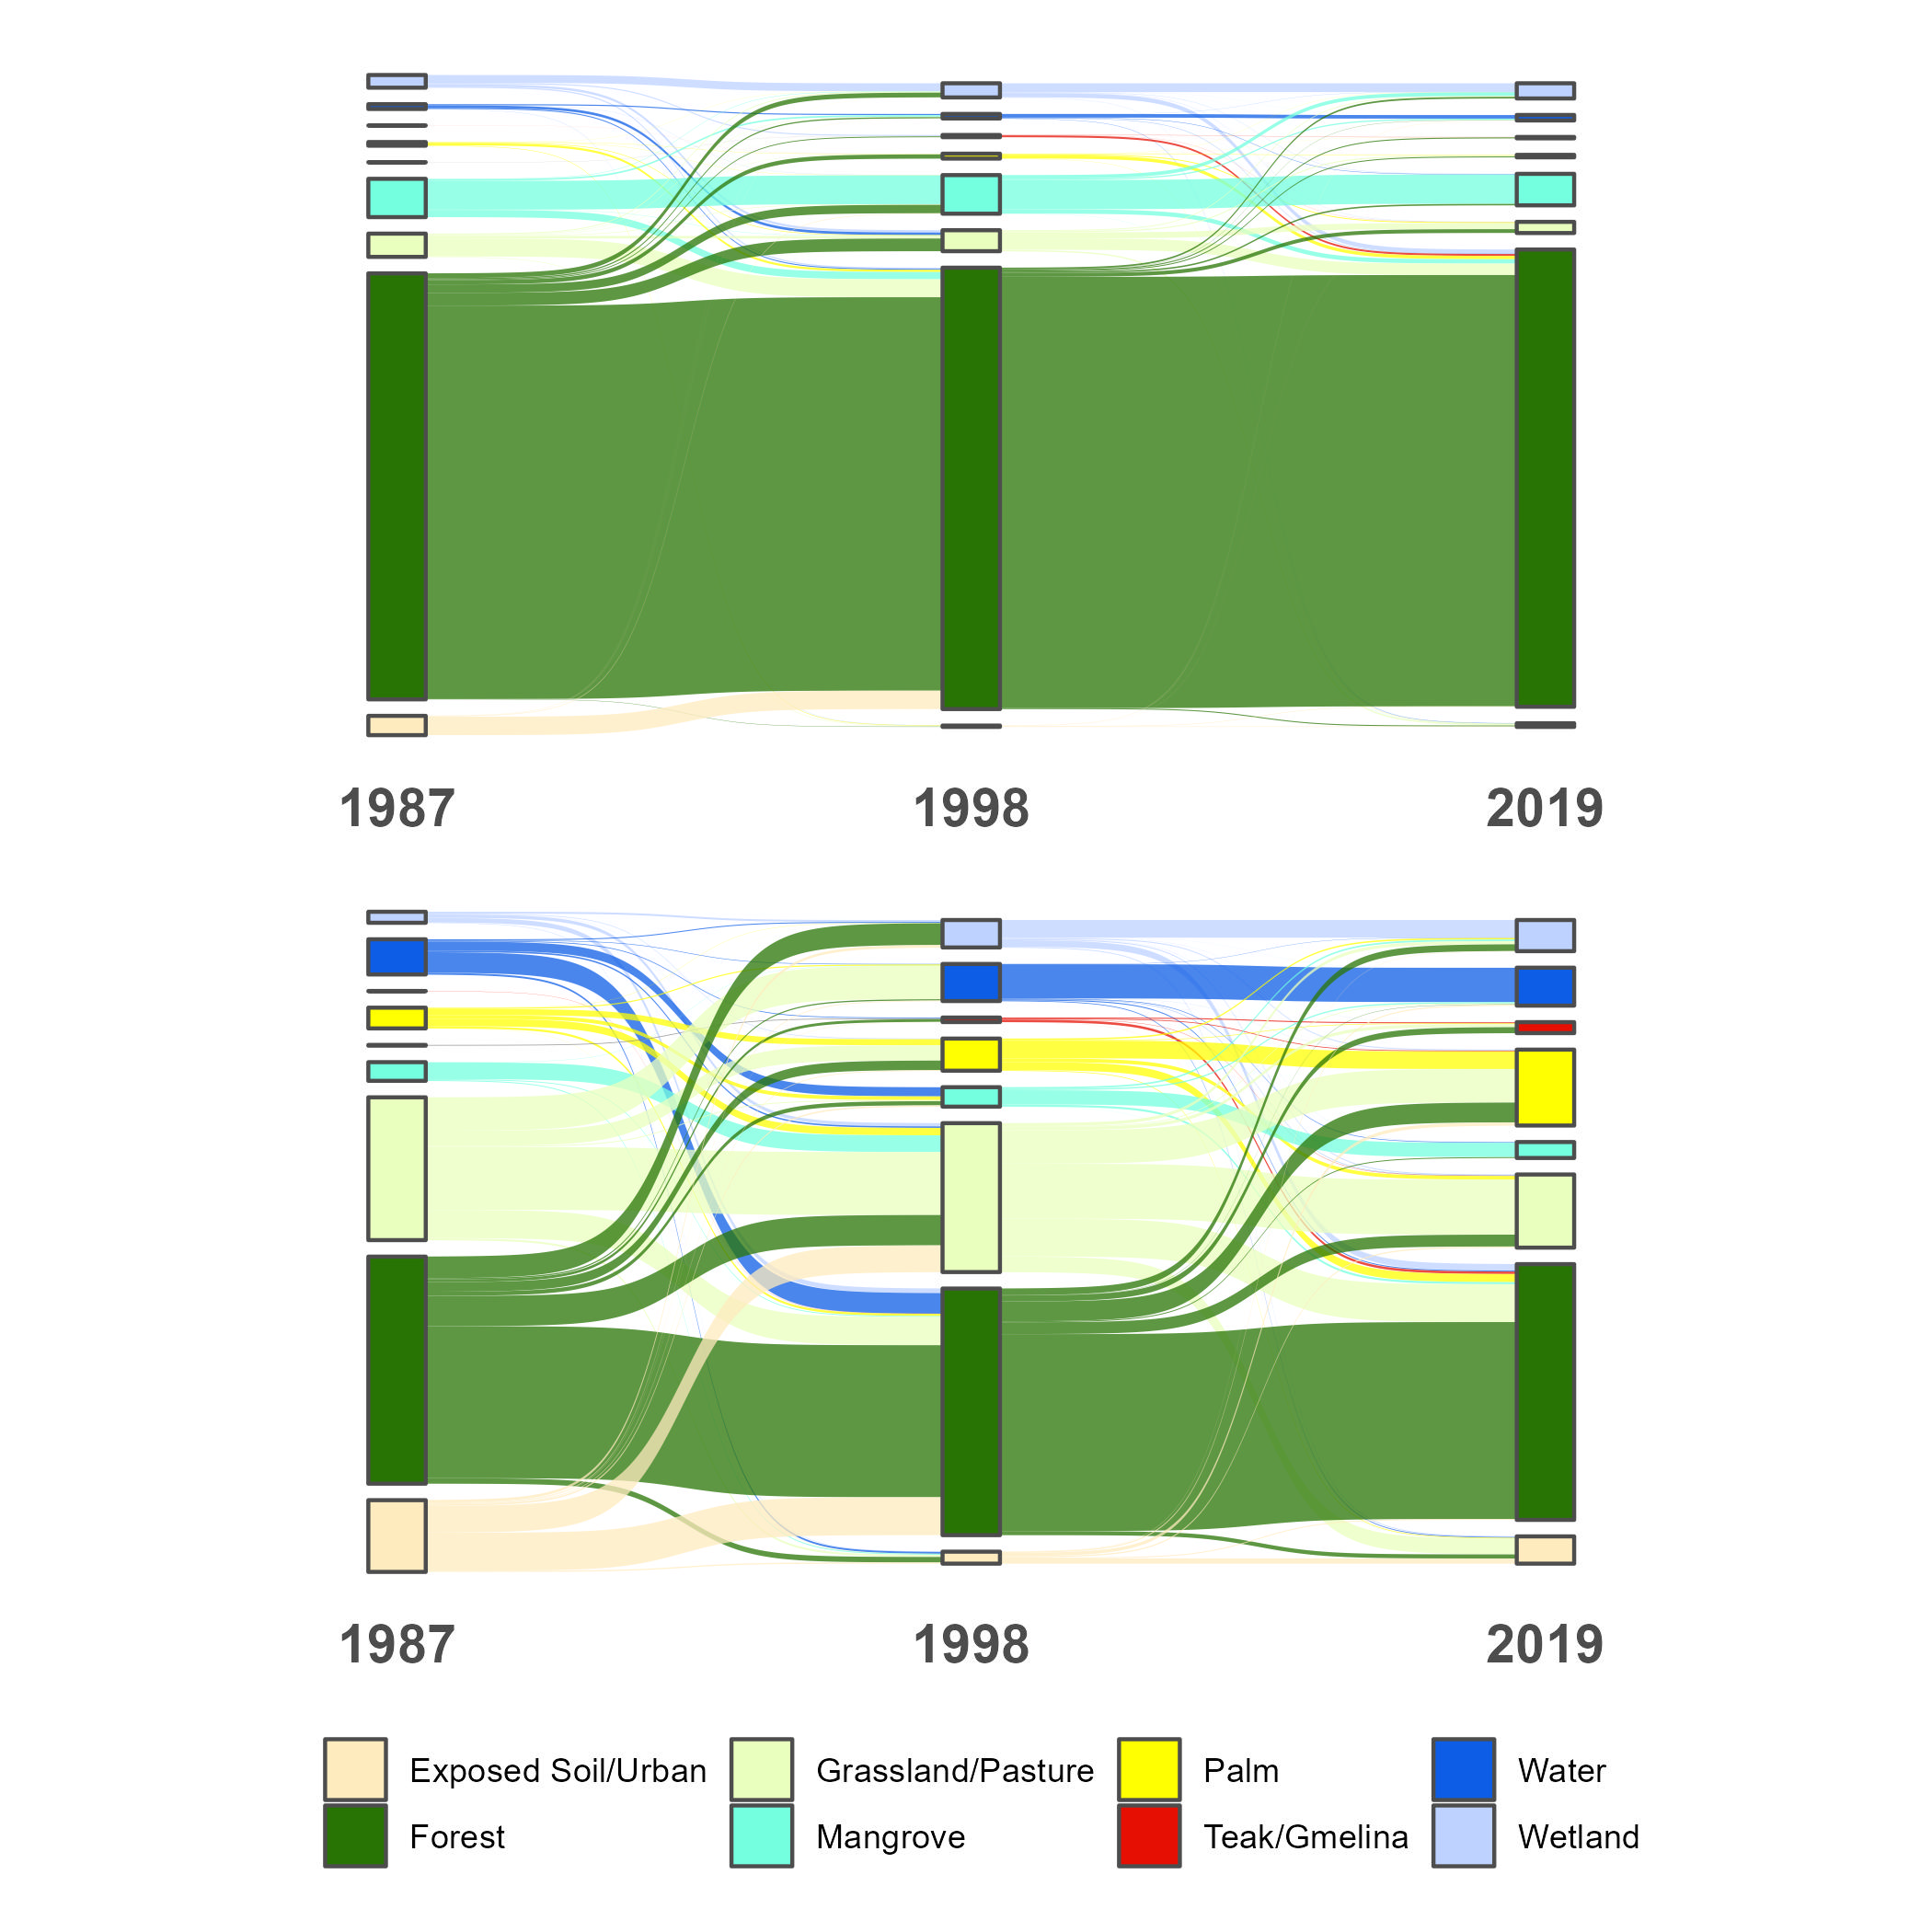 1987 1998 2019
1987 1998 2019
Exposed Soil/Urban Grassland/Pasture Palm Water
Forest Mangrove Teak/Gmelina Wetland